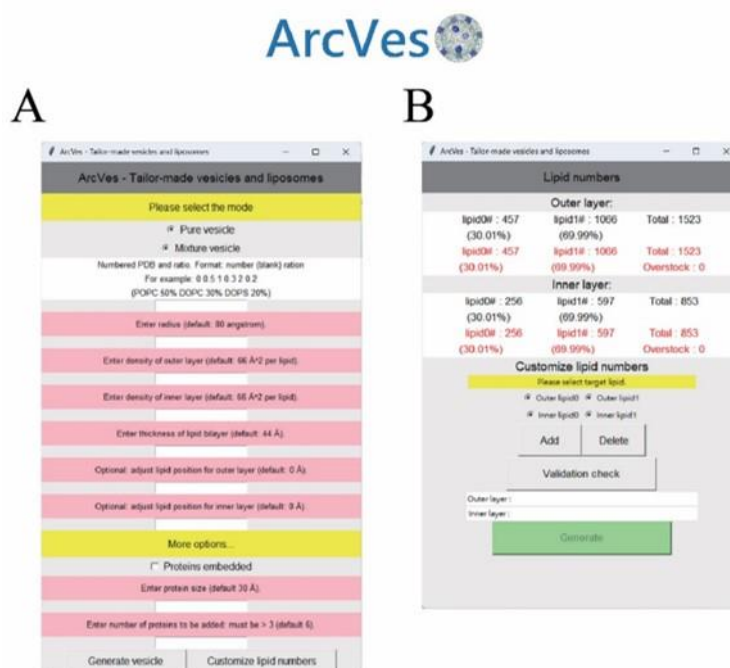 ArcVes
A
B
ArcVes - Tailor-made vesicles and liposomes
ArcVes - Tailor-made vesicles and liposomes
Please select the mode
Pure vesicle
Mixture vesicle
Numbered PDB and ratio. Format: number (blank) ration
For example: 0 0.5 1 0.3 2 0.2
(POPC 50% DOPC 30% DOPS 20%)
Enter radius (default: 80 angstrom).
Enter density of outer layer (default: 66 Å^2 per lipid).
Enter density of inner layer (default: 66 Å^2 per lipid).
Enter thickness of lipid bilayer (default: 44 Å).
Optional: adjust lipid position for outer layer (default: 0 Å).
Optional: adjust lipid position for inner layer (default: 0 Å).
More options...
Proteins embedded
Enter protein size (default 30 Å).
Enter number of proteins to be added: must be > 3 (default 6).
Generate vesicle Customize lipid numbers
ArcVes - Tailor-made vesicles and liposomes
Lipid numbers
Outer layer:
lipid0# : 457 lipid1# : 1066 Total : 1523
(30.01%) (69.99%)
lipid0# : 457 lipid1# : 1066 Total : 1523
(30.01%) (69.99%) Overstock : 0
Inner layer:
lipid0# : 256 lipid1# : 597 Total : 853
(30.01%) (69.99%)
lipid0# : 256 lipid1# : 597 Total : 853
(30.01%) (69.99%) Overstock : 0
Customize lipid numbers
Please select target lipid.
Outer lipid0 Outer lipid1
Inner lipid0 Inner lipid1
Add Delete
Validation check
Outer layer :
Inner layer :
Generate